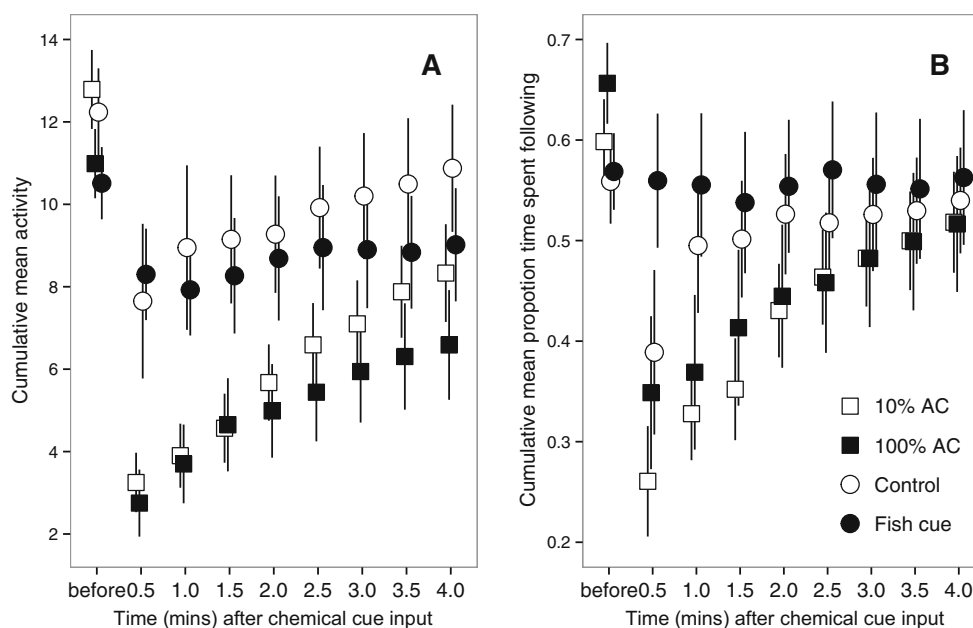 A
Cumulative mean activity
14
12
10
8
6
4
2
before 0.5 1.0 1.5 2.0 2.5 3.0 3.5 4.0
Time (mins) after chemical cue input
B
Cumulative mean propotion time spent following
0.7
0.6
0.5
0.4
0.3
0.2
10% AC
100% AC
Control
Fish cue
before 0.5 1.0 1.5 2.0 2.5 3.0 3.5 4.0
Time (mins) after chemical cue input